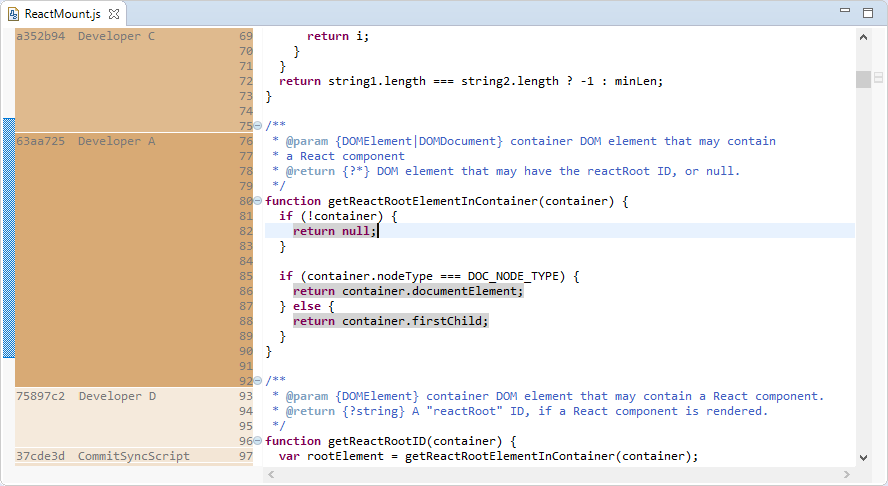 ReactMount.js
a352b94 Developer C 69 return i;
70 }
71 }
72 return string1.length === string2.length ? -1 : minLen;
73 }
74
75 /**
63aa725 Developer A 76 * @param {DOMElement|DOMDocument} container DOM element that may contain
77 * a React component
78 * @return {?*} DOM element that may have the reactRoot ID, or null.
79 */
80 function getReactRootElementInContainer(container) {
81 if (!container) {
82 return null;
83 }
84
85 if (container.nodeType === DOC_NODE_TYPE) {
86 return container.documentElement;
87 } else {
88 return container.firstChild;
89 }
90 }
91
92 /**
75897c2 Developer D 93 * @param {DOMElement} container DOM element that may contain a React component.
94 * @return {?string} A "reactRoot" ID, if a React component is rendered.
95 */
96 function getReactRootID(container) {
37cde3d CommitSyncScript 97 var rootElement = getReactRootElementInContainer(container);